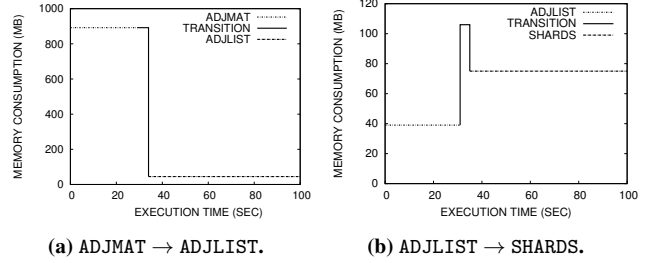 MEMORY CONSUMPTION (MB)
1000
800
600
400
200
0
ADJMAT
TRANSITION
ADJLIST
0 20 40 60 80 100
EXECUTION TIME (SEC)
(a) ADJMAT → ADJLIST.
MEMORY CONSUMPTION (MB)
120
100
80
60
40
20
0
ADJLIST
TRANSITION
SHARDS
0 20 40 60 80 100
EXECUTION TIME (SEC)
(b) ADJLIST → SHARDS.